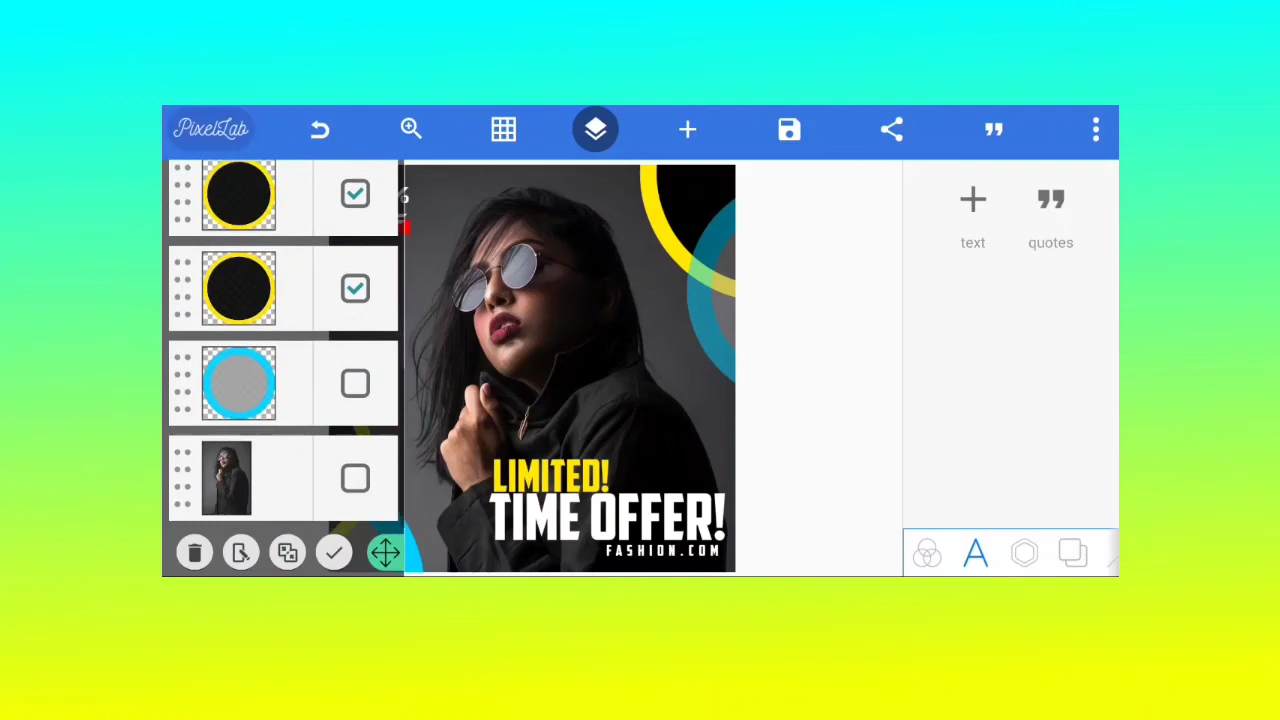 PixelLab
text quotes
%
LIMITED!
TIME OFFER!
FASHION.COM
A